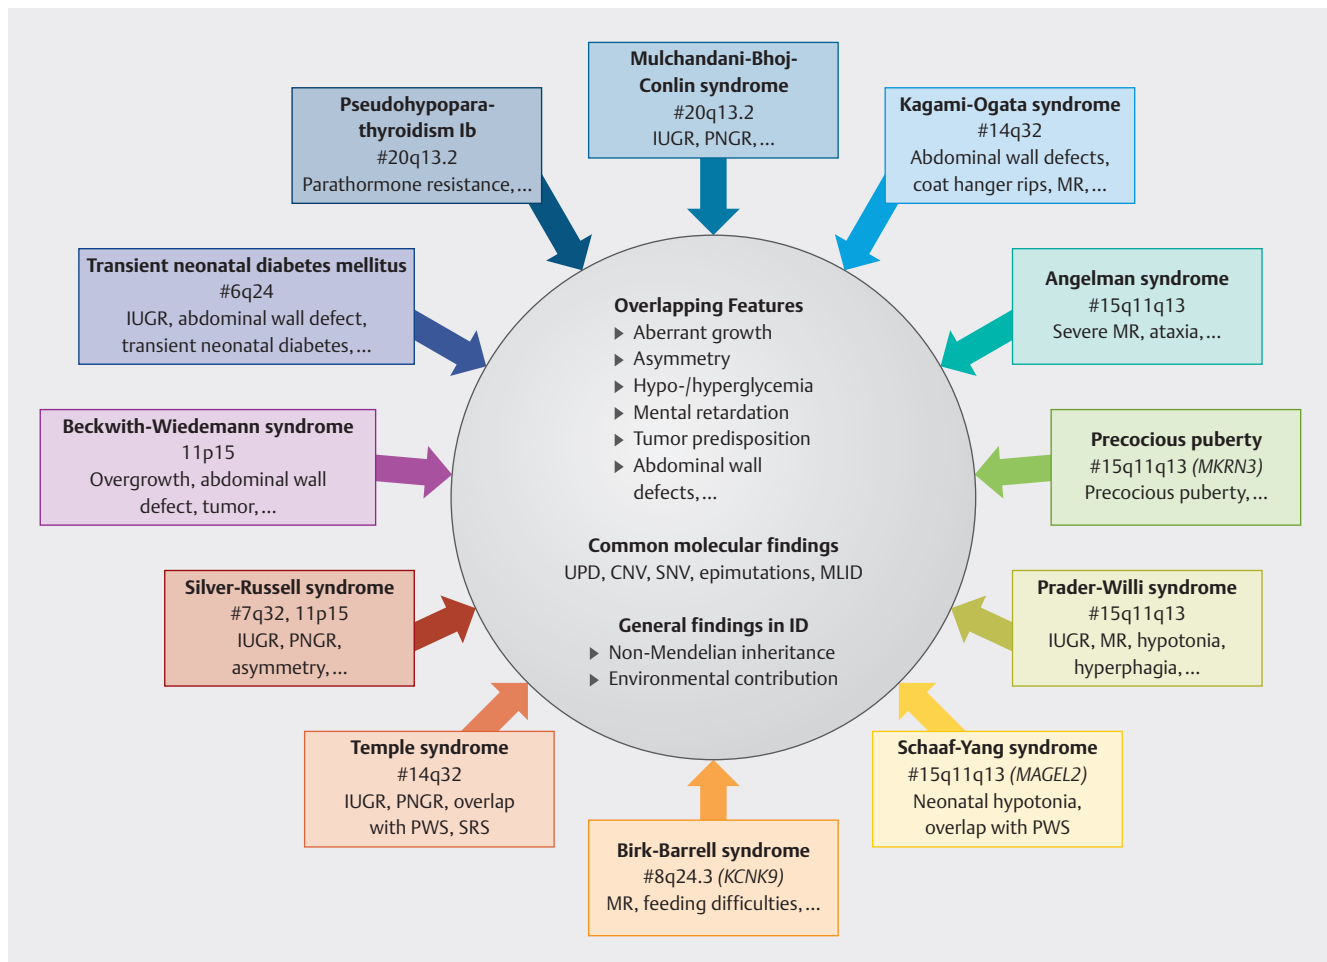 Mulchandani-Bhoj-
Conlin syndrome
#20q13.2
IUGR, PNGR, ...
Kagami-Ogata syndrome
#14q32
Abdominal wall defects,
coat hanger rips, MR, ...
Angelman syndrome
#15q11q13
Severe MR, ataxia, ...
Precocious puberty
#15q11q13 (MKRN3)
Precocious puberty, ...
Prader-Willi syndrome
#15q11q13
IUGR, MR, hypotonia,
hyperphagia, ...
Schaaf-Yang syndrome
#15q11q13 (MAGEL2)
Neonatal hypotonia,
overlap with PWS
Birk-Barrell syndrome
#8q24.3 (KCNK9)
MR, feeding difficulties, ...
Temple syndrome
#14q32
IUGR, PNGR, overlap
with PWS, SRS
Silver-Russell syndrome
#7q32, 11p15
IUGR, PNGR,
asymmetry, ...
Beckwith-Wiedemann syndrome
11p15
Overgrowth, abdominal wall
defect, tumor, ...
Transient neonatal diabetes mellitus
#6q24
IUGR, abdominal wall defect,
transient neonatal diabetes, ...
Pseudohypopara-
thyroidism Ib
#20q13.2
Parathormone resistance, ...
Overlapping Features
▶ Aberrant growth
▶ Asymmetry
▶ Hypo-/hyperglycemia
▶ Mental retardation
▶ Tumor predisposition
▶ Abdominal wall
defects, ...
Common molecular findings
UPD, CNV, SNV, epimutations, MLID
General findings in ID
▶ Non-Mendelian inheritance
▶ Environmental contribution